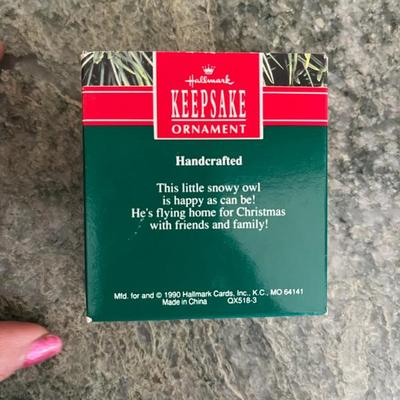 Hallmark
KEEPSAKE
ORNAMENT
Handcrafted
This little snowy owl
is happy as can be!
He's flying home for Christmas
with friends and family!
Mfd. for and © 1990 Hallmark Cards, Inc., K.C., MO 64141
Made in China QX518-3